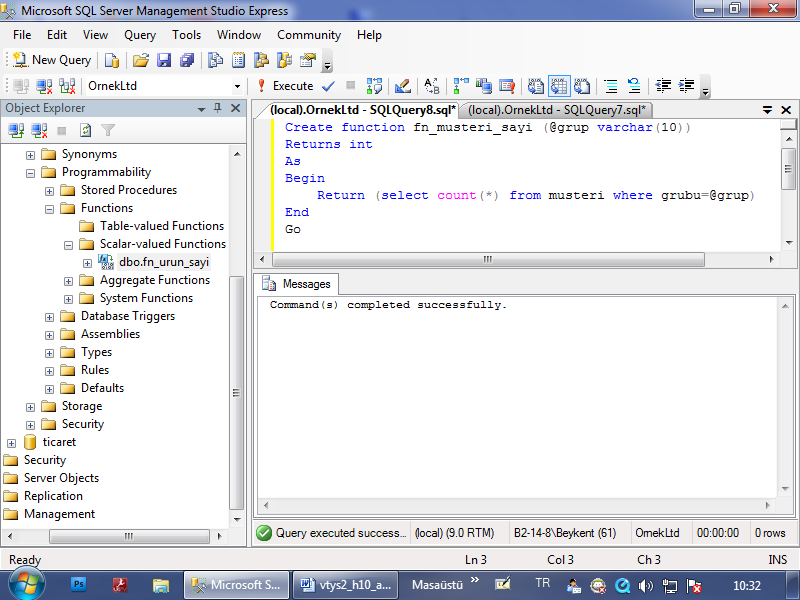 Microsoft SQL Server Management Studio Express
File Edit View Query Tools Window Community Help
New Query
OrnekLtd Execute
Object Explorer
(local).OrnekLtd - SQLQuery8.sql* (local).OrnekLtd - SQLQuery7.sql*
Synonyms
Programmability
Stored Procedures
Functions
Table-valued Functions
Scalar-valued Functions
dbo.fn_urun_sayi
Aggregate Functions
System Functions
Database Triggers
Assemblies
Types
Rules
Defaults
Storage
Security
ticaret
Security
Server Objects
Replication
Management
Create function fn_musteri_sayi (@grup varchar(10))
Returns int
As
Begin
Return (select count(*) from musteri where grubu=@grup)
End
Go
Messages
Command(s) completed successfully.
Query executed success... (local) (9.0 RTM) B2-14-8\Beykent (61) OrnekLtd 00:00:00 0 rows
Ready Ln 3 Col 3 Ch 3 INS
Ps Microsoft S... vtys2_h10_a... Masaüstü » TR 10:32